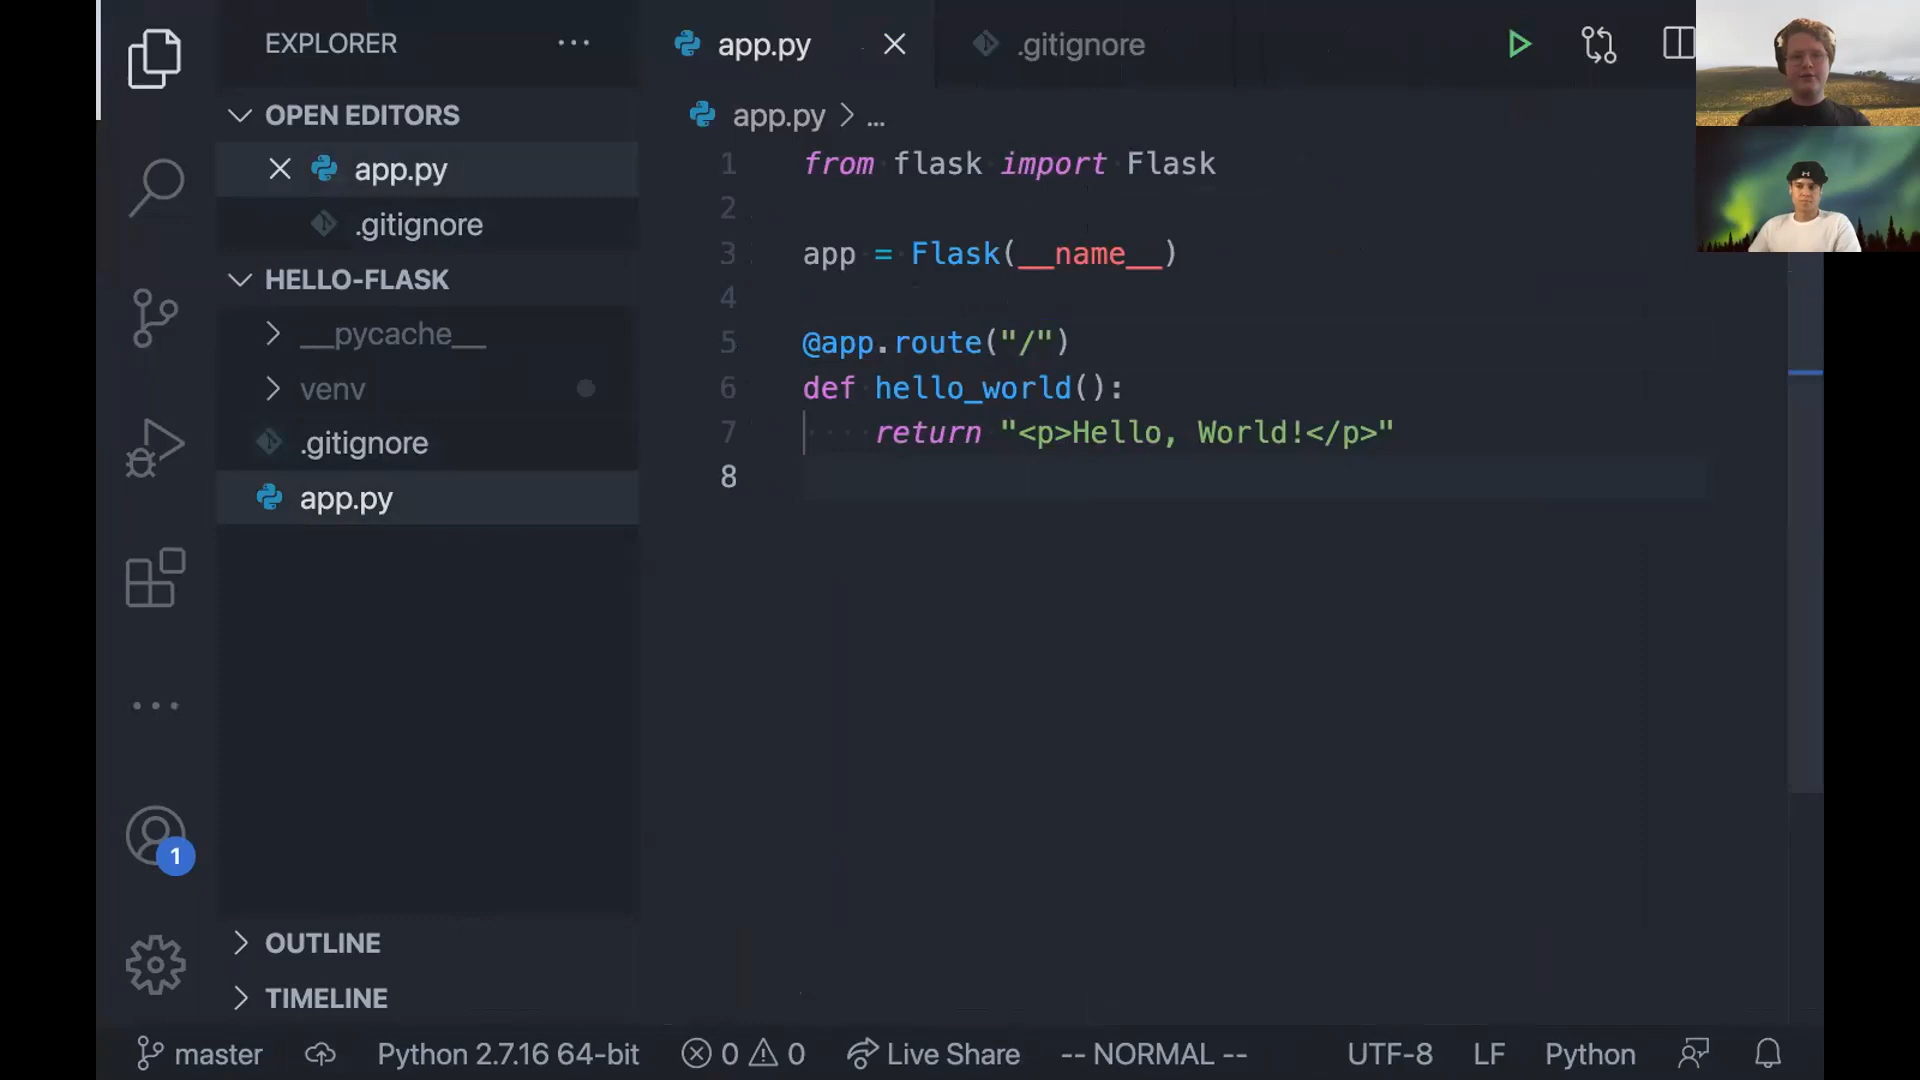 EXPLORER
OPEN EDITORS
app.py
.gitignore
HELLO-FLASK
__pycache__
venv
.gitignore
app.py
OUTLINE
TIMELINE
app.py
.gitignore
app.py > ...
1 from flask import Flask
2
3 app = Flask(__name__)
4
5 @app.route("/")
6 def hello_world():
7 return "<p>Hello, World!</p>"
8
1
master
Python 2.7.16 64-bit
0
0
Live Share
-- NORMAL --
UTF-8
LF
Python